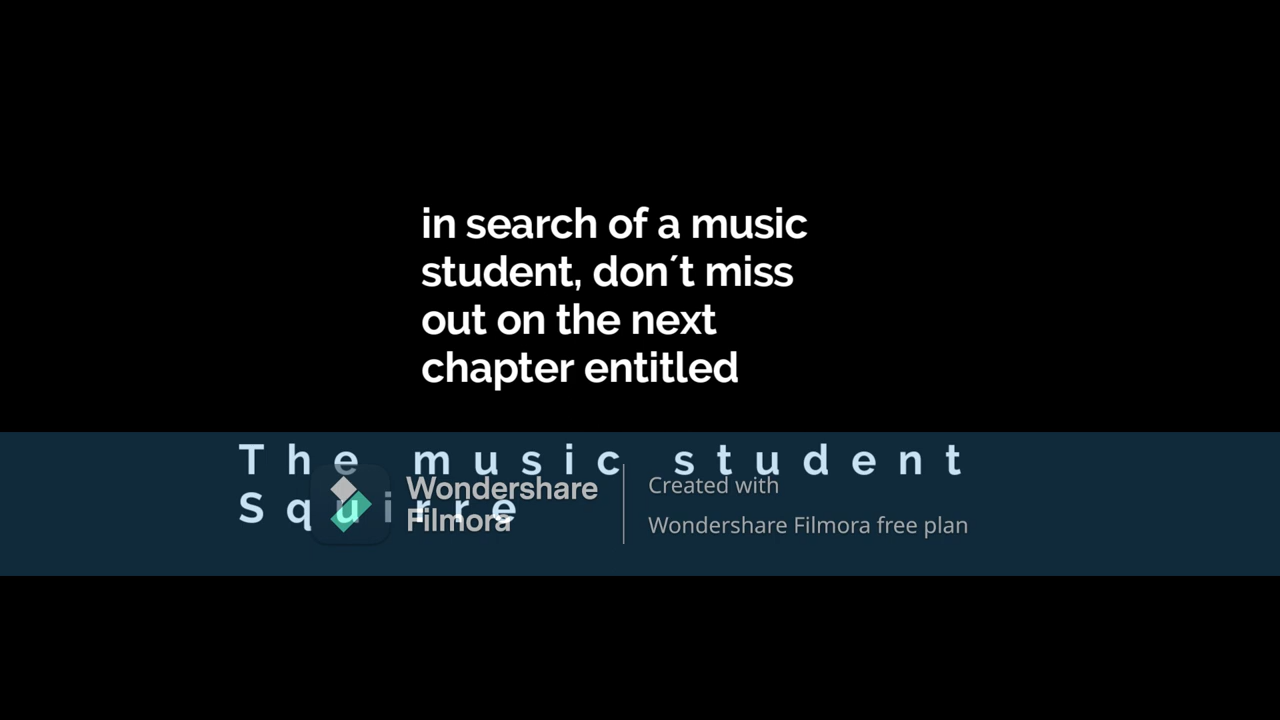 in search of a music
student, don´t miss
out on the next
chapter entitled
The music student
Squirre
Wondershare
Filmora
Created with
Wondershare Filmora free plan